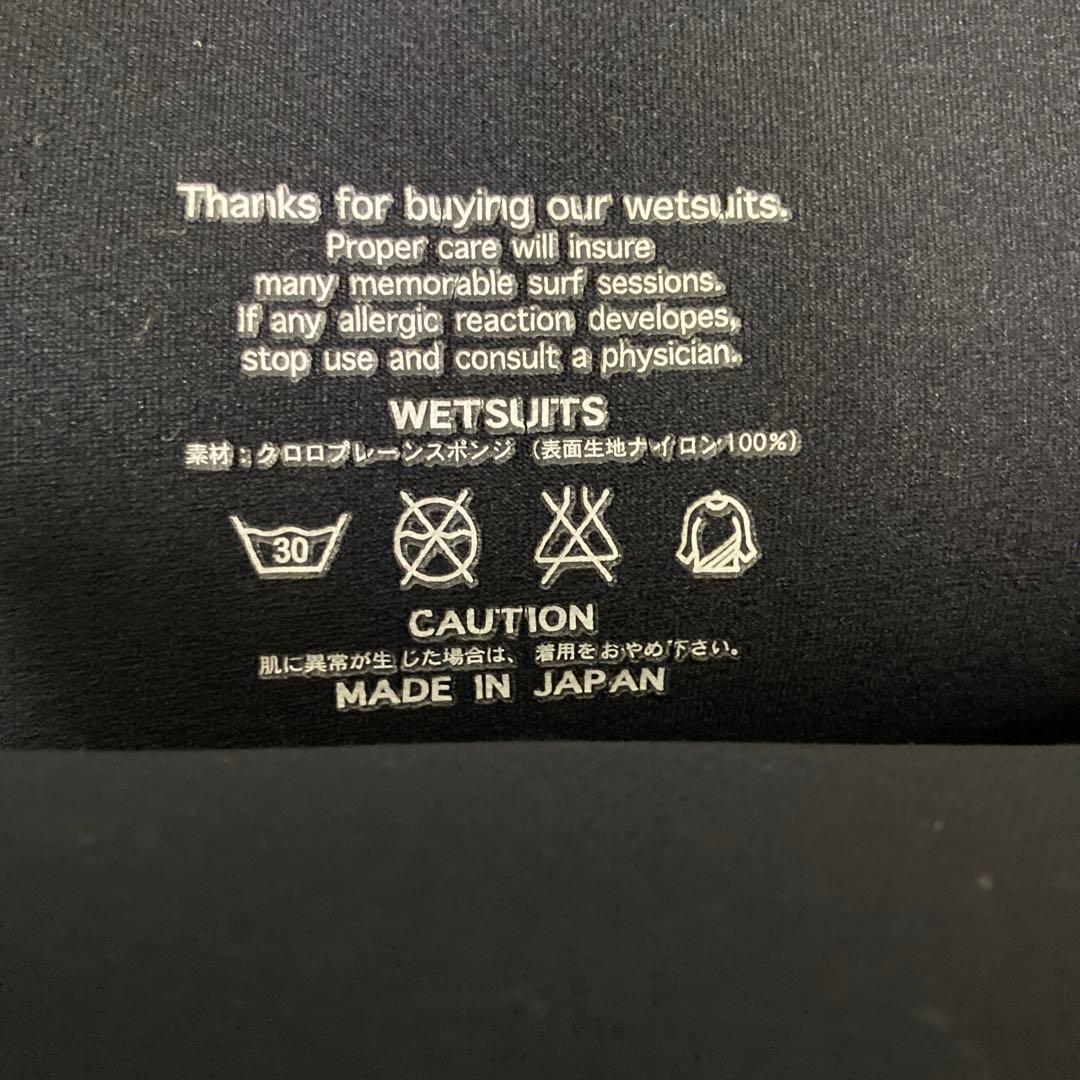 Thanks for buying our wetsuits.
Proper care will insure
many memorable surf sessions.
If any allergic reaction developes,
stop use and consult a physician.
WETSUITS
素材：クロロプレーンスポンジ（表面生地ナイロン100％）
30
CAUTION
肌に異常が生じた場合は、着用をおやめ下さい。
MADE IN JAPAN